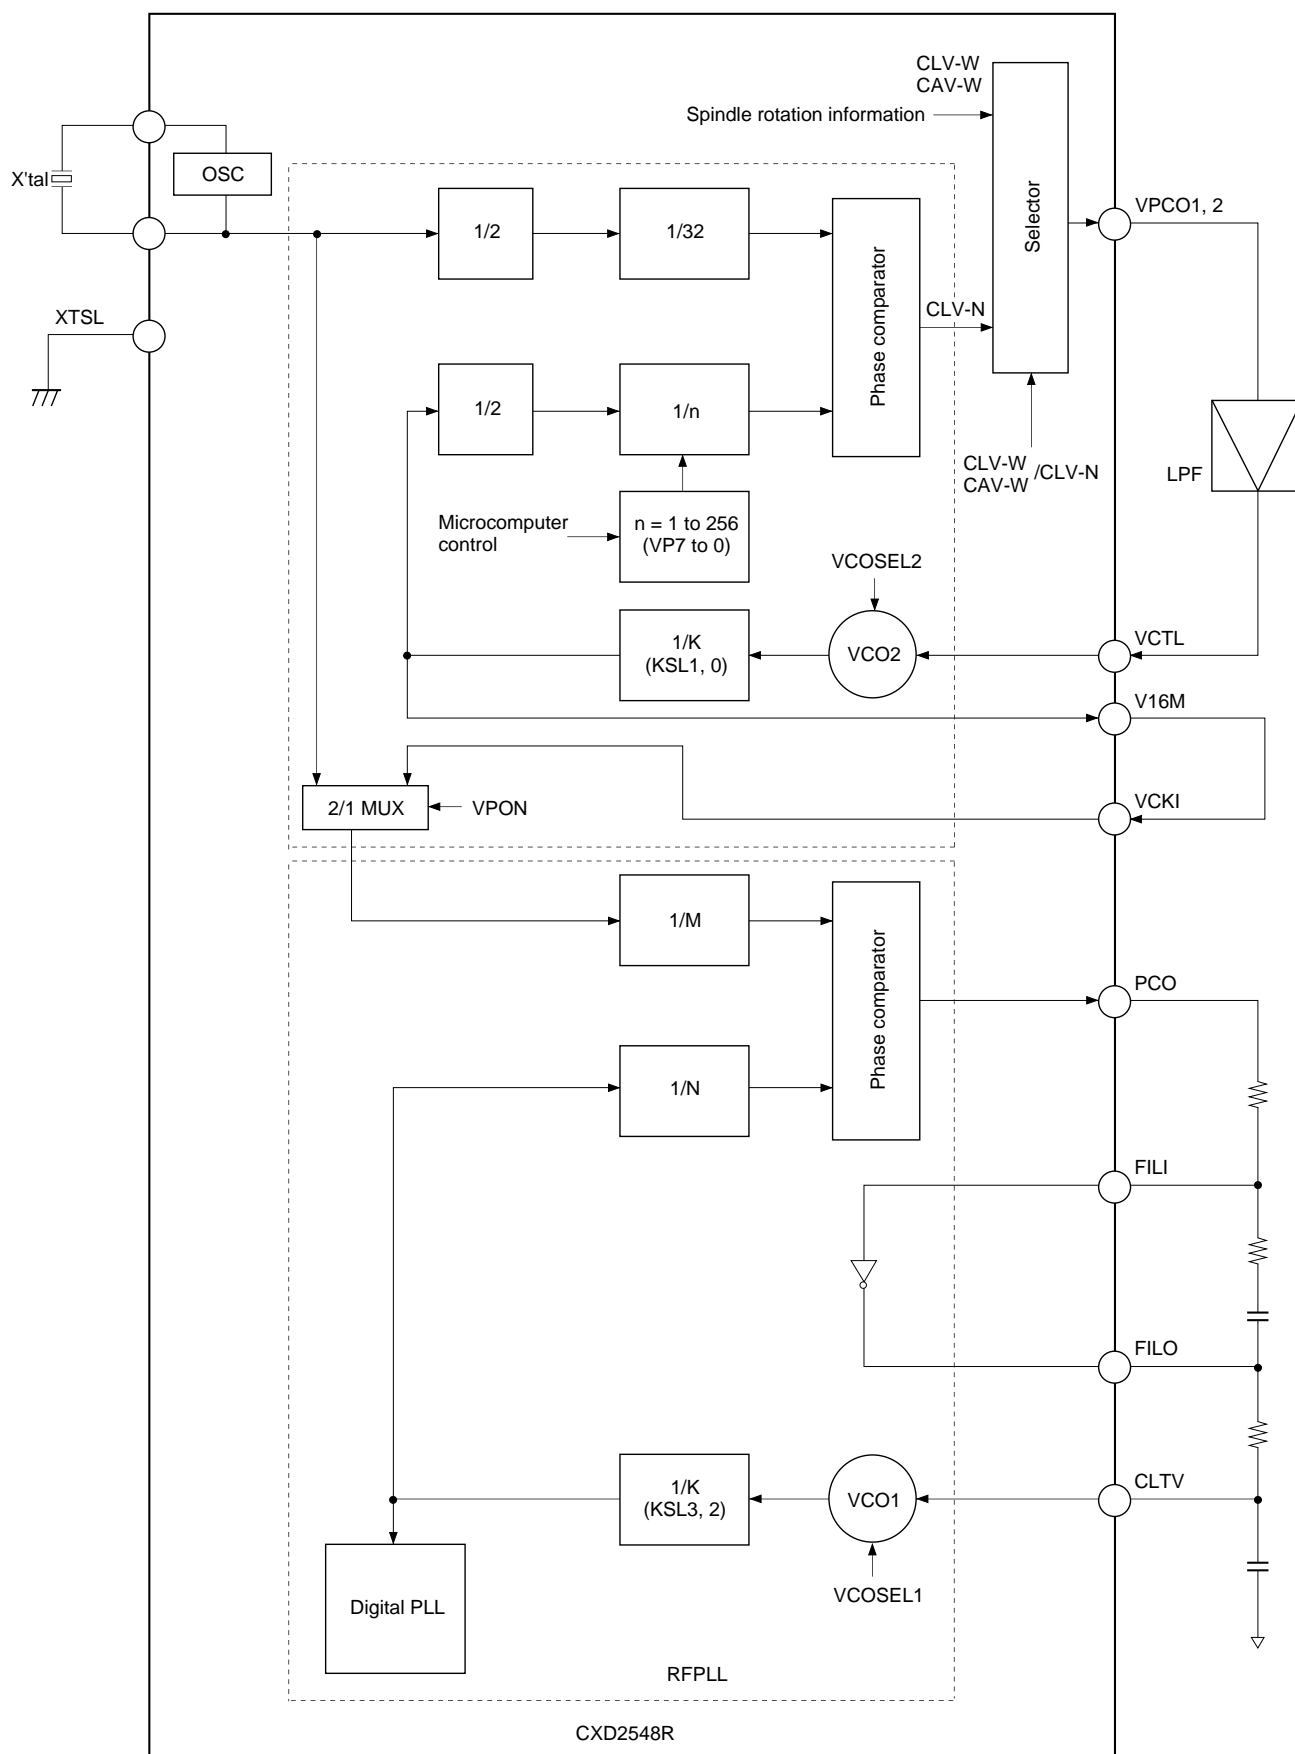 CLV-W
CAV-W
Spindle rotation information
X'tal
OSC
1/2
1/32
Phase comparator
Selector
VPCO1, 2
XTSL
CLV-N
1/2
1/n
CLV-W
CAV-W
/CLV-N
LPF
Microcomputer
control
n = 1 to 256
(VP7 to 0)
VCOSEL2
1/K
(KSL1, 0)
VCO2
VCTL
V16M
2/1 MUX
VPON
VCKI
1/M
Phase comparator
PCO
1/N
FILI
FILO
1/K
(KSL3, 2)
VCO1
CLTV
VCOSEL1
Digital PLL
RFPLL
CXD2548R